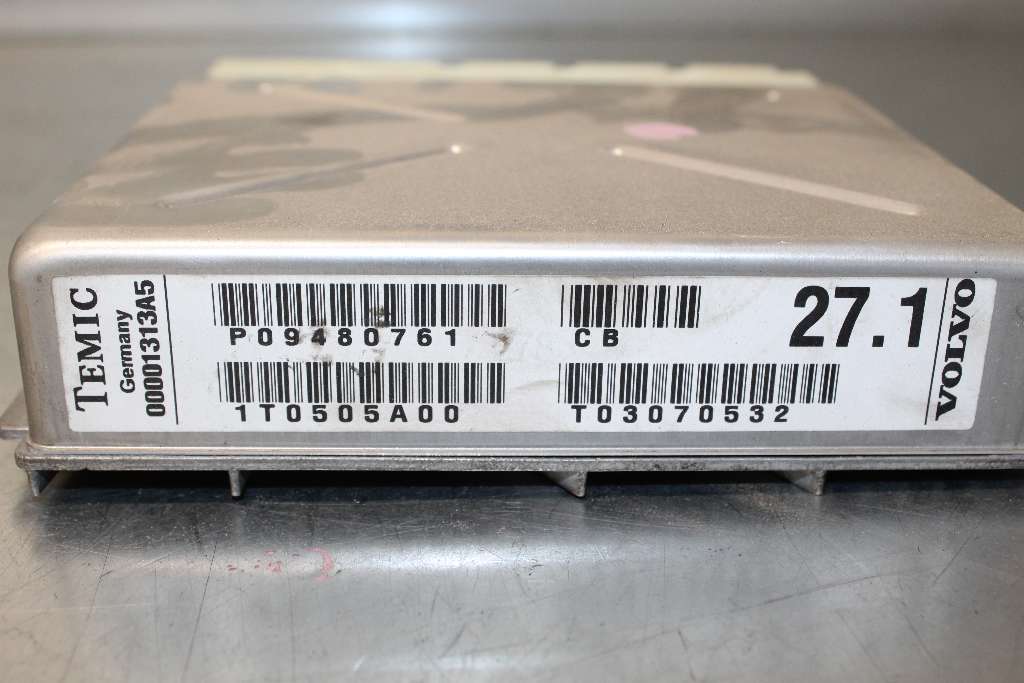 TEMIC
Germany
00001313A5
P09480761
CB
27.1
1T0505A00
T03070532
VOLVO